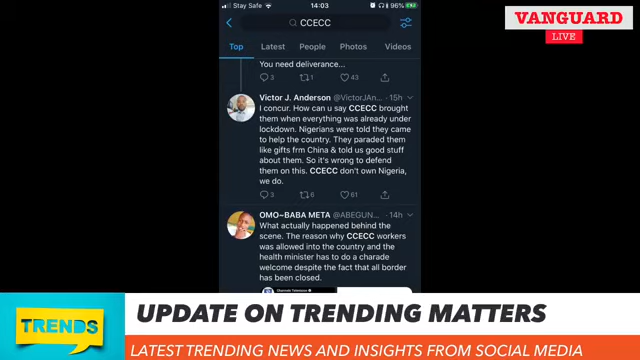 Stay Safe
14:03
96%
CCECC
Top Latest People Photos Videos
You need deliverance...
3 1 43
Victor J. Anderson @VictorJAn... · 15h
I concur. How can u say CCECC brought
them when everything was already under
lockdown. Nigerians were told they came
to help the country. They paraded them
like gifts frm China & told us good stuff
about them. So it's wrong to defend
them on this. CCECC don't own Nigeria,
we do.
3 6 61
OMO~BABA META @ABEGUN... · 14h
What actually happened behind the
scene. The reason why CCECC workers
was allowed into the country and the
health minister has to do a charade
welcome despite the fact that all border
has been closed.
VANGUARD
LIVE
TRENDS
UPDATE ON TRENDING MATTERS
LATEST TRENDING NEWS AND INSIGHTS FROM SOCIAL MEDIA